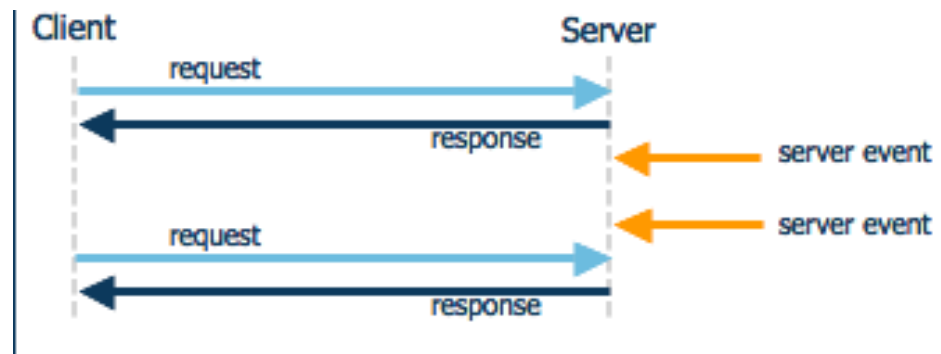 Client
Server
request
response
server event
server event
request
response